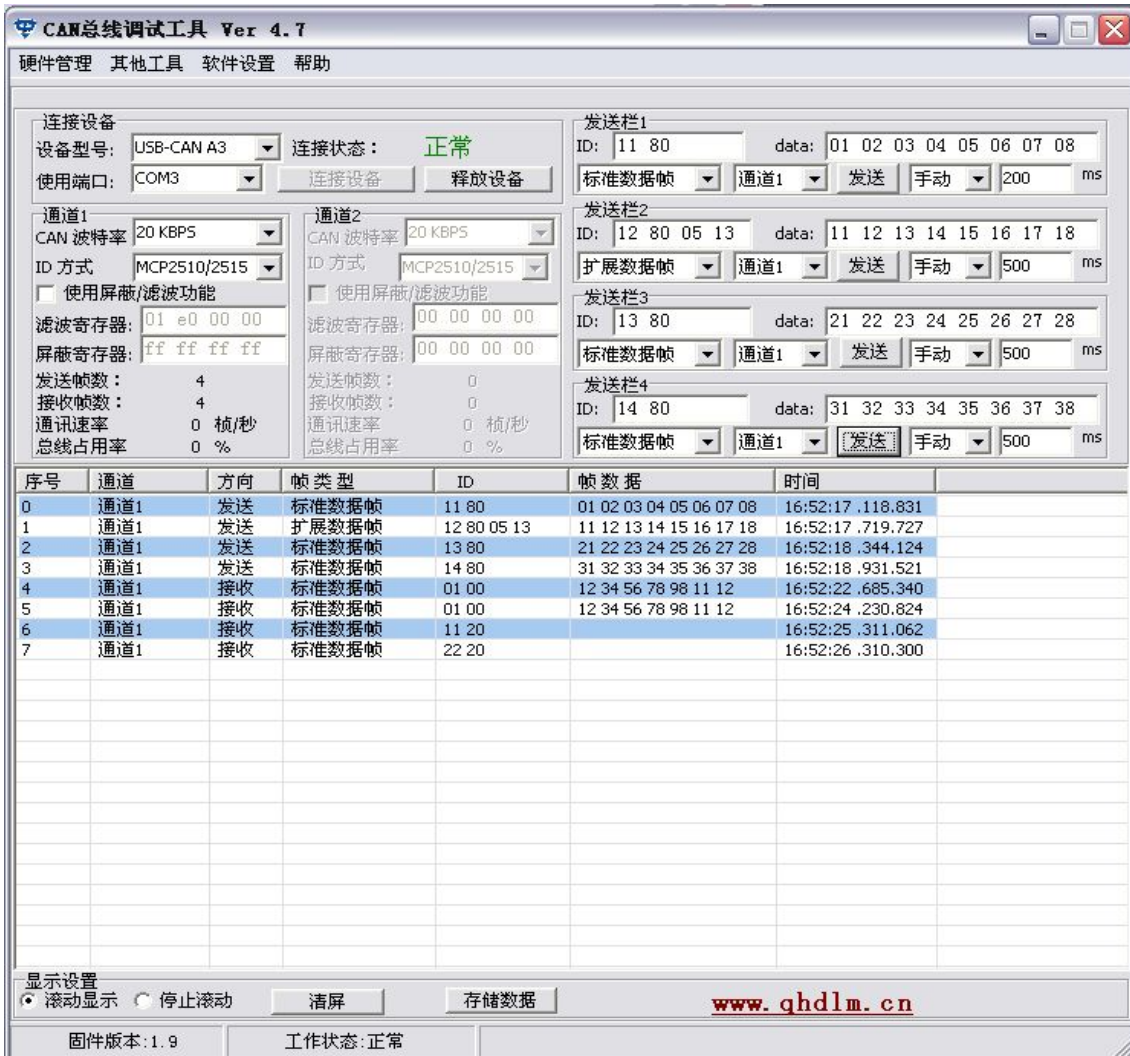 CAN总线调试工具 Ver 4.7
硬件管理 其他工具 软件设置 帮助
连接设备
设备型号: USB-CAN A3 连接状态： 正常
使用端口: COM3 连接设备 释放设备
通道1
CAN 波特率 20 KBPS
ID 方式 MCP2510/2515
使用屏蔽/滤波功能
滤波寄存器: 01 e0 00 00
屏蔽寄存器: ff ff ff ff
发送帧数： 4
接收帧数： 4
通讯速率 0 桢/秒
总线占用率 0 %
通道2
CAN 波特率 20 KBPS
ID 方式 MCP2510/2515
使用屏蔽/滤波功能
滤波寄存器: 00 00 00 00
屏蔽寄存器: 00 00 00 00
发送帧数： 0
接收帧数： 0
通讯速率 0 桢/秒
总线占用率 0 %
发送栏1
ID: 11 80 data: 01 02 03 04 05 06 07 08
标准数据帧 通道1 发送 手动 200 ms
发送栏2
ID: 12 80 05 13 data: 11 12 13 14 15 16 17 18
扩展数据帧 通道1 发送 手动 500 ms
发送栏3
ID: 13 80 data: 21 22 23 24 25 26 27 28
标准数据帧 通道1 发送 手动 500 ms
发送栏4
ID: 14 80 data: 31 32 33 34 35 36 37 38
标准数据帧 通道1 发送 手动 500 ms
序号 通道 方向 帧类型 ID 帧数据 时间
0 通道1 发送 标准数据帧 11 80 01 02 03 04 05 06 07 08 16:52:17 .118.831
1 通道1 发送 扩展数据帧 12 80 05 13 11 12 13 14 15 16 17 18 16:52:17 .719.727
2 通道1 发送 标准数据帧 13 80 21 22 23 24 25 26 27 28 16:52:18 .344.124
3 通道1 发送 标准数据帧 14 80 31 32 33 34 35 36 37 38 16:52:18 .931.521
4 通道1 接收 标准数据帧 01 00 12 34 56 78 98 11 12 16:52:22 .685.340
5 通道1 接收 标准数据帧 01 00 12 34 56 78 98 11 12 16:52:24 .230.824
6 通道1 接收 标准数据帧 11 20 16:52:25 .311.062
7 通道1 接收 标准数据帧 22 20 16:52:26 .310.300
显示设置
滚动显示 停止滚动 清屏 存储数据 www.qhdlm.cn
固件版本:1.9 工作状态:正常